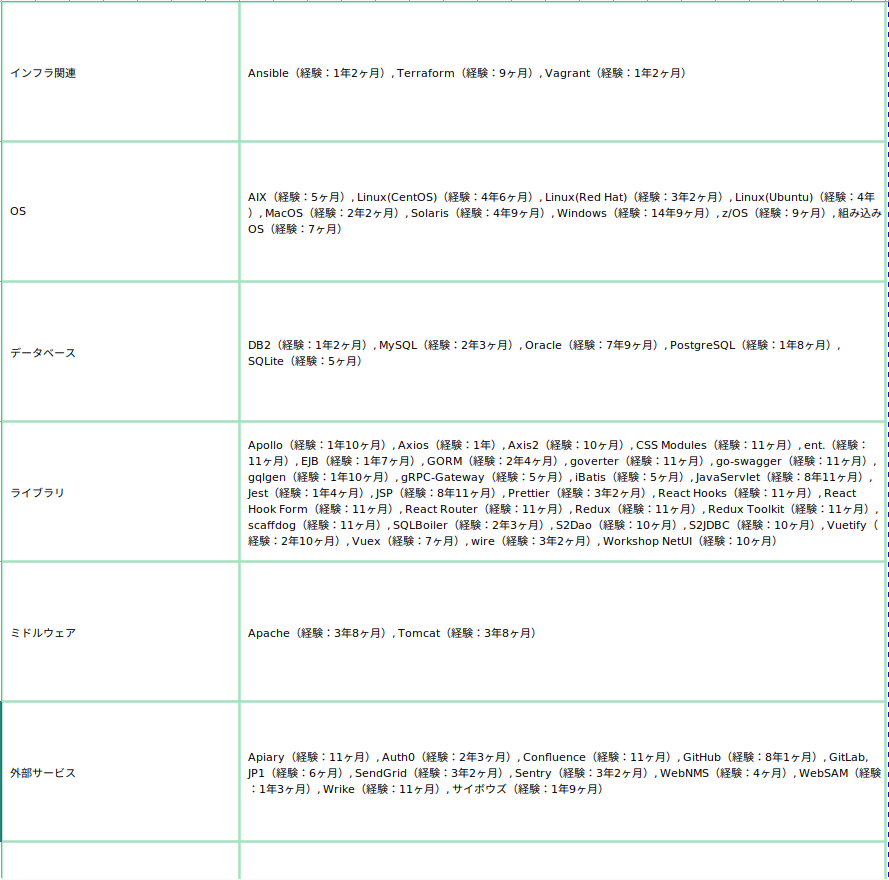 インフラ関連
Ansible（経験：1年2ヶ月）, Terraform（経験：9ヶ月）, Vagrant（経験：1年2ヶ月）
OS
AIX（経験：5ヶ月）, Linux(CentOS)（経験：4年6ヶ月）, Linux(Red Hat)（経験：3年2ヶ月）, Linux(Ubuntu)（経験：4年
）, MacOS（経験：2年2ヶ月）, Solaris（経験：4年9ヶ月）, Windows（経験：14年9ヶ月）, z/OS（経験：9ヶ月）, 組み込み
OS（経験：7ヶ月）
データベース
DB2（経験：1年2ヶ月）, MySQL（経験：2年3ヶ月）, Oracle（経験：7年9ヶ月）, PostgreSQL（経験：1年8ヶ月）,
SQLite（経験：5ヶ月）
ライブラリ
Apollo（経験：1年10ヶ月）, Axios（経験：1年）, Axis2（経験：10ヶ月）, CSS Modules（経験：11ヶ月）, ent.（経験：
11ヶ月）, EJB（経験：1年7ヶ月）, GORM（経験：2年4ヶ月）, goverter（経験：11ヶ月）, go-swagger（経験：11ヶ月）,
gqlgen（経験：1年10ヶ月）, gRPC-Gateway（経験：5ヶ月）, iBatis（経験：5ヶ月）, JavaServlet（経験：8年11ヶ月）,
Jest（経験：1年4ヶ月）, JSP（経験：8年11ヶ月）, Prettier（経験：3年2ヶ月）, React Hooks（経験：11ヶ月）, React
Hook Form（経験：11ヶ月）, React Router（経験：11ヶ月）, Redux（経験：11ヶ月）, Redux Toolkit（経験：11ヶ月）,
scaffdog（経験：11ヶ月）, SQLBoiler（経験：2年3ヶ月）, S2Dao（経験：10ヶ月）, S2JDBC（経験：10ヶ月）, Vuetify（
経験：2年10ヶ月）, Vuex（経験：7ヶ月）, wire（経験：3年2ヶ月）, Workshop NetUI（経験：10ヶ月）
ミドルウェア
Apache（経験：3年8ヶ月）, Tomcat（経験：3年8ヶ月）
外部サービス
Apiary（経験：11ヶ月）, Auth0（経験：2年3ヶ月）, Confluence（経験：11ヶ月）, GitHub（経験：8年1ヶ月）, GitLab,
JP1（経験：6ヶ月）, SendGrid（経験：3年2ヶ月）, Sentry（経験：3年2ヶ月）, WebNMS（経験：4ヶ月）, WebSAM（経験
：1年3ヶ月）, Wrike（経験：11ヶ月）, サイボウズ（経験：1年9ヶ月）